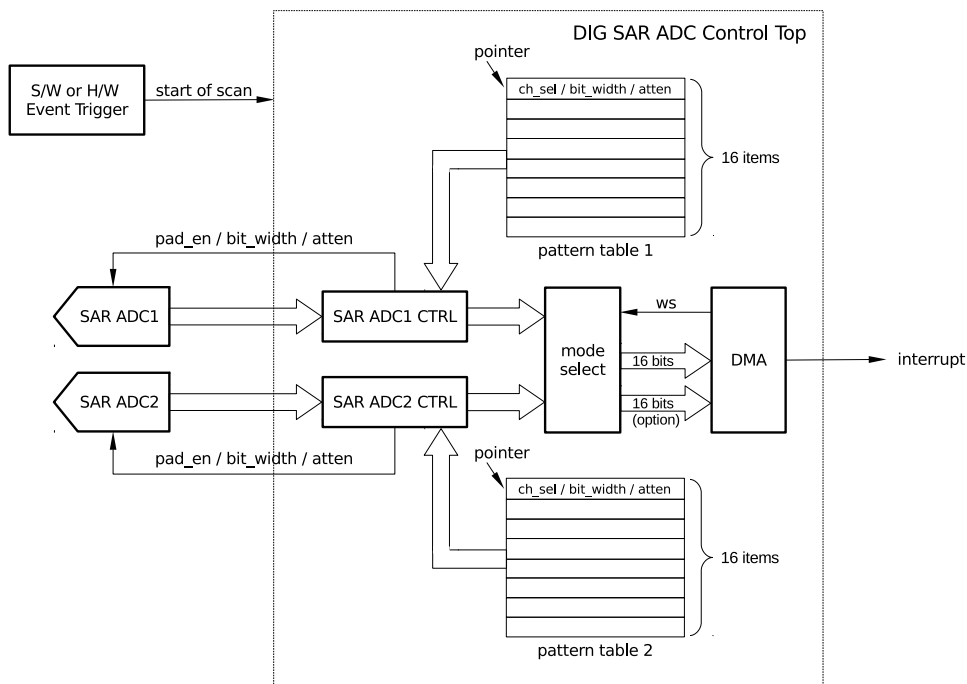 DIG SAR ADC Control Top
pointer
S/W or H/W
Event Trigger
start of scan
ch_sel / bit_width / atten
16 items
pattern table 1
pad_en / bit_width / atten
SAR ADC1
SAR ADC1 CTRL
ws
mode
select
16 bits
DMA
interrupt
SAR ADC2
SAR ADC2 CTRL
16 bits
(option)
pad_en / bit_width / atten
pointer
ch_sel / bit_width / atten
16 items
pattern table 2